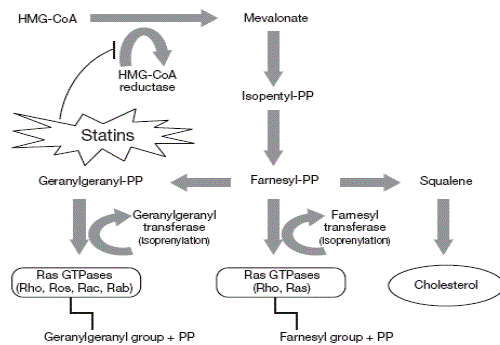 HMG-CoA
Mevalonate
HMG-CoA
reductase
Isopentyl-PP
Statins
Geranylgeranyl-PP
Farnesyl-PP
Squalene
Geranylgeranyl
transferase
(isoprenylation)
Farnesyl
transferase
(isoprenylation)
Ras GTPases
(Rho, Ros, Rac, Rab)
Ras GTPases
(Rho, Ras)
Cholesterol
Geranylgeranyl group + PP
Farnesyl group + PP